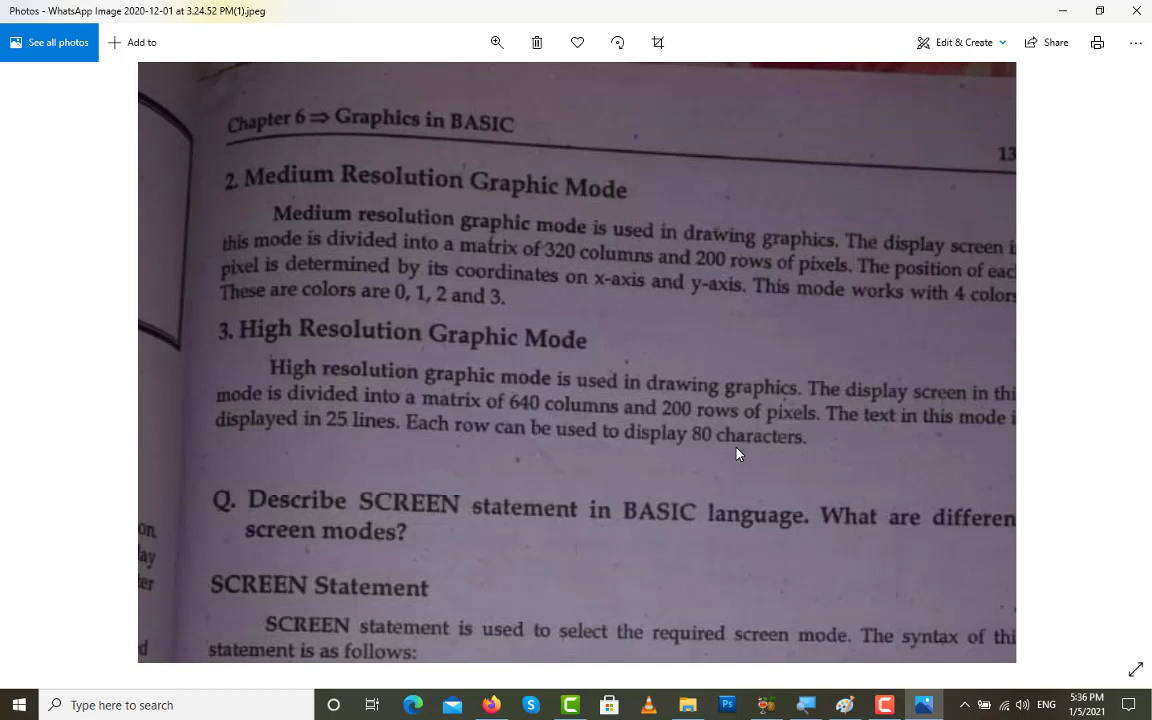 Photos - WhatsApp Image 2020-12-01 at 3.24.52 PM(1).jpeg
See all photos
Add to
Edit & Create
Share
Chapter 6 ⇒ Graphics in BASIC
13
2. Medium Resolution Graphic Mode
Medium resolution graphic mode is used in drawing graphics. The display screen i
this mode is divided into a matrix of 320 columns and 200 rows of pixels. The position of eac
pixel is determined by its coordinates on x-axis and y-axis. This mode works with 4 colors
These are colors are 0, 1, 2 and 3.
3. High Resolution Graphic Mode
High resolution graphic mode is used in drawing graphics. The display screen in thi
mode is divided into a matrix of 640 columns and 200 rows of pixels. The text in this mode i
displayed in 25 lines. Each row can be used to display 80 characters.
Q. Describe SCREEN statement in BASIC language. What are differen
screen modes?
on,
lay
ter
SCREEN Statement
SCREEN statement is used to select the required screen mode. The syntax of thi
d
statement is as follows:
Type here to search
ENG
5:36 PM
1/5/2021